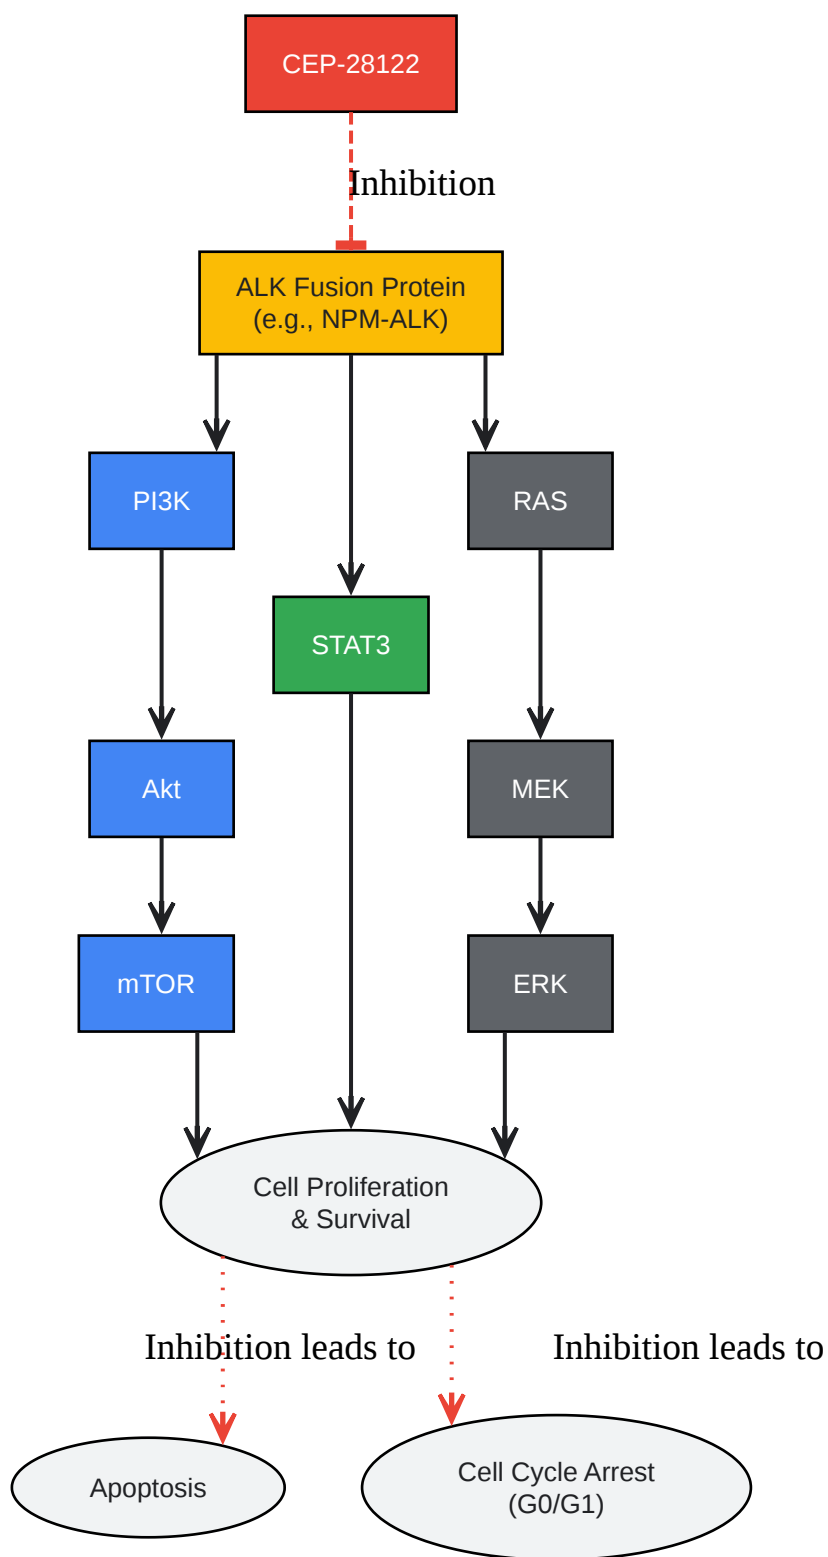 CEP-28122
Inhibition
ALK Fusion Protein
(e.g., NPM-ALK)
PI3K
RAS
STAT3
Akt
MEK
mTOR
ERK
Cell Proliferation
& Survival
Inhibition leads to
Inhibition leads to
Apoptosis
Cell Cycle Arrest
(G0/G1)